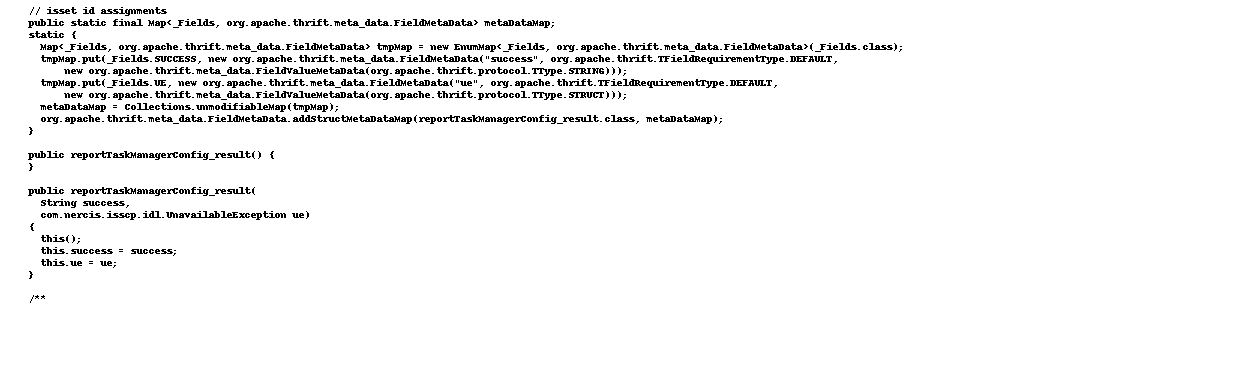 // isset id assignments
public static final Map<_Fields, org.apache.thrift.meta_data.FieldMetaData> metaDataMap;
static {
  Map<_Fields, org.apache.thrift.meta_data.FieldMetaData> tmpMap = new EnumMap<_Fields, org.apache.thrift.meta_data.FieldMetaData>(_Fields.class);
  tmpMap.put(_Fields.SUCCESS, new org.apache.thrift.meta_data.FieldMetaData("success", org.apache.thrift.TFieldRequirementType.DEFAULT,
      new org.apache.thrift.meta_data.FieldValueMetaData(org.apache.thrift.protocol.TType.STRING)));
  tmpMap.put(_Fields.UE, new org.apache.thrift.meta_data.FieldMetaData("ue", org.apache.thrift.TFieldRequirementType.DEFAULT,
      new org.apache.thrift.meta_data.FieldValueMetaData(org.apache.thrift.protocol.TType.STRUCT)));
  metaDataMap = Collections.unmodifiableMap(tmpMap);
  org.apache.thrift.meta_data.FieldMetaData.addStructMetaDataMap(reportTaskManagerConfig_result.class, metaDataMap);
}

public reportTaskManagerConfig_result() {
}

public reportTaskManagerConfig_result(
  String success,
  com.nercis.isscp.idl.UnavailableException ue)
{
  this();
  this.success = success;
  this.ue = ue;
}

/**